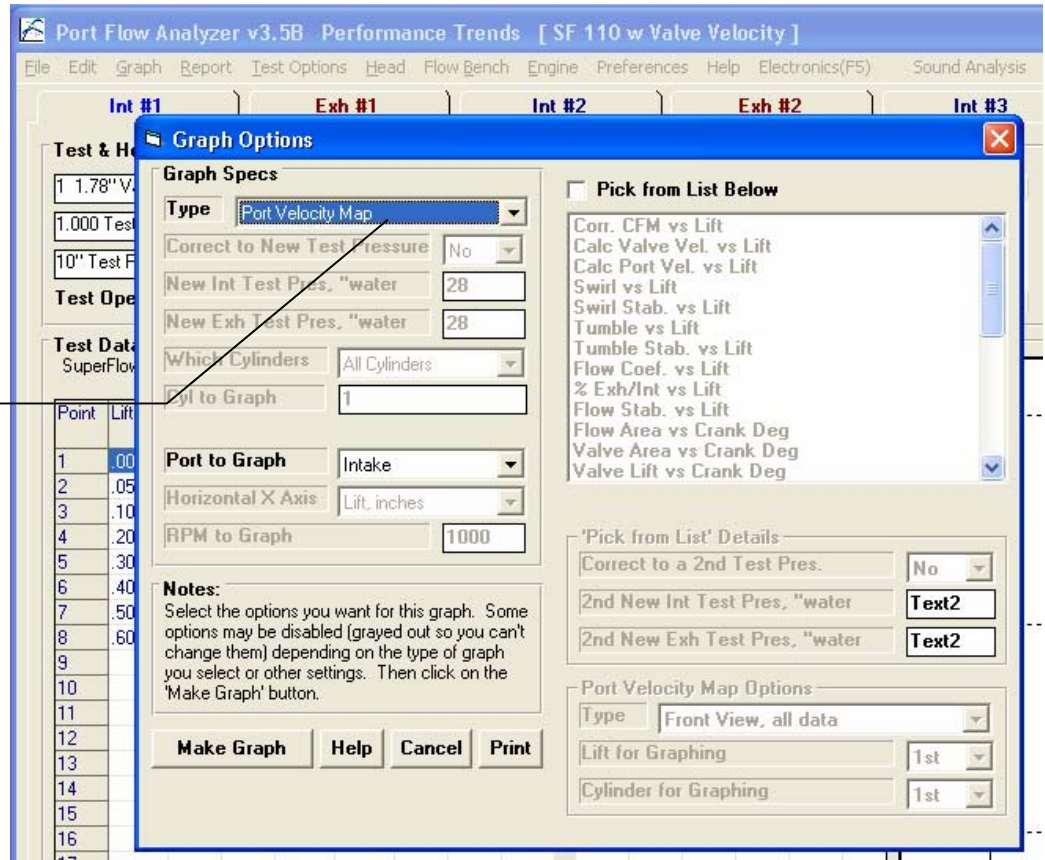 Port Flow Analyzer v3.5B Performance Trends [ SF 110 w Valve Velocity ]
File Edit Graph Report Test Options Head Flow Bench Engine Preferences Help Electronics(F5) Sound Analysis
Int #1 Exh #1 Int #2 Exh #2 Int #3
Test & He
1 1.78" V
1.000 Test
10" Test P
Test Ope
Test Data
SuperFlow
Point Lift
1 .00
2 .05
3 .10
4 .20
5 .30
6 .40
7 .50
8 .60
9
10
11
12
13
14
15
16
17
Graph Options
Graph Specs
Type Port Velocity Map
Correct to New Test Pressure No
New Int Test Pres, "water 28
New Exh Test Pres, "water 28
Which Cylinders All Cylinders
Cyl to Graph 1
Port to Graph Intake
Horizontal X Axis Lift, inches
RPM to Graph 1000
Notes:
Select the options you want for this graph. Some
options may be disabled (grayed out so you can't
change them) depending on the type of graph
you select or other settings. Then click on the
'Make Graph' button.
Make Graph Help Cancel Print
Pick from List Below
Corr. CFM vs Lift
Calc Valve Vel. vs Lift
Calc Port Vel. vs Lift
Swirl vs Lift
Swirl Stab. vs Lift
Tumble vs Lift
Tumble Stab. vs Lift
Flow Coef. vs Lift
% Exh/Int vs Lift
Flow Stab. vs Lift
Flow Area vs Crank Deg
Valve Area vs Crank Deg
Valve Lift vs Crank Deg
'Pick from List' Details
Correct to a 2nd Test Pres. No
2nd New Int Test Pres, "water Text2
2nd New Exh Test Pres, "water Text2
Port Velocity Map Options
Type Front View, all data
Lift for Graphing 1st
Cylinder for Graphing 1st